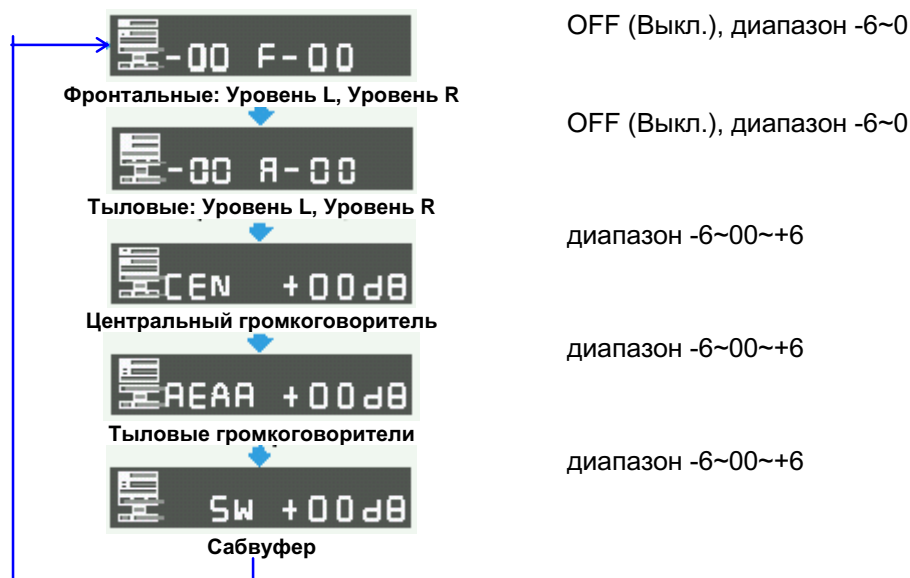 -00 F-00
OFF (Выкл.), диапазон -6~0
Фронтальные: Уровень L, Уровень R
-00 R-00
OFF (Выкл.), диапазон -6~0
Тыловые: Уровень L, Уровень R
CEN +00dB
диапазон -6~00~+6
Центральный громкоговоритель
REAR +00dB
диапазон -6~00~+6
Тыловые громкоговорители
SW +00dB
диапазон -6~00~+6
Сабвуфер